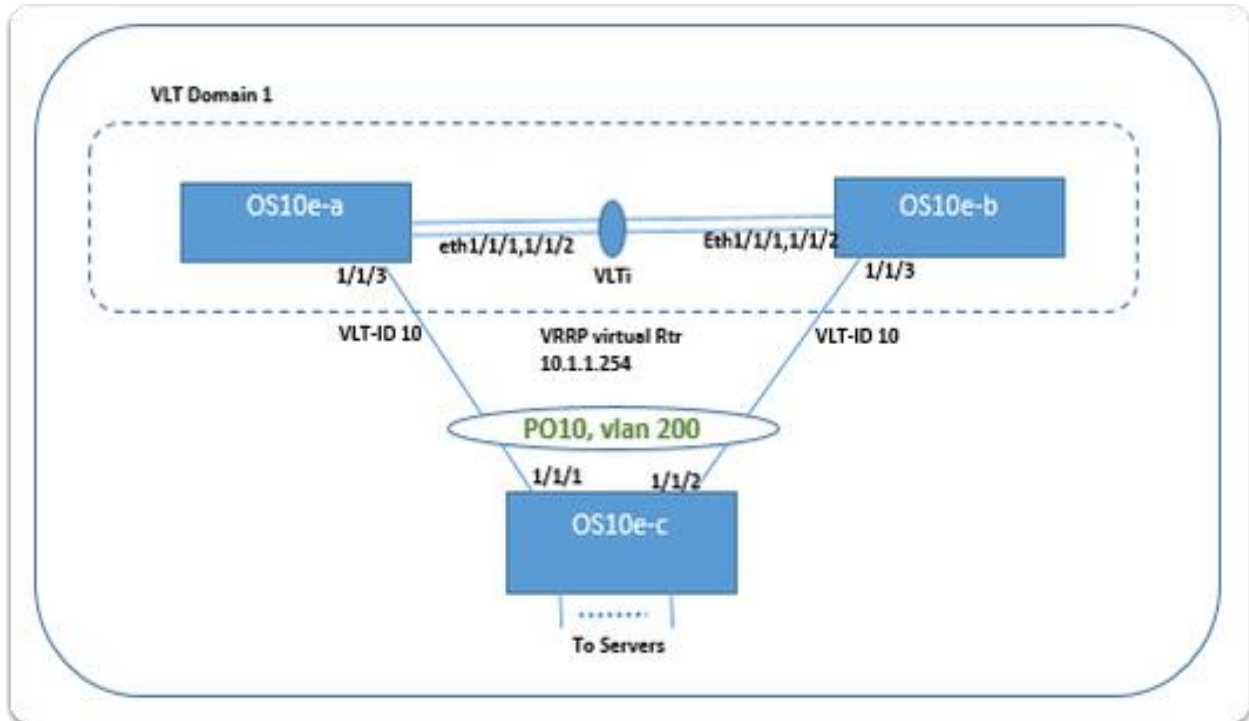 VLT Domain 1
OS10e-a
OS10e-b
eth1/1/1,1/1/2
Eth1/1/1,1/1/2
VLTi
1/1/3
1/1/3
VLT-ID 10
VRRP virtual Rtr
10.1.1.254
VLT-ID 10
PO10, vlan 200
1/1/1
1/1/2
OS10e-c
To Servers